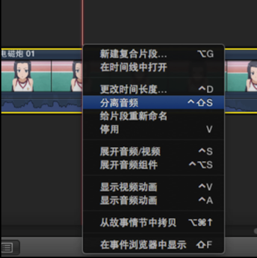 电磁炮 01
新建复合片段... ⌥G
在时间线中打开
更改时间长度... ^D
分离音频 ^⇧S
给片段重新命名
停用 V
展开音频/视频 ^S
展开音频组件 ^⌥S
显示视频动画 ^V
显示音频动画 ^A
从故事情节中拷贝 ⌥⌘↑
在事件浏览器中显示 ⇧F